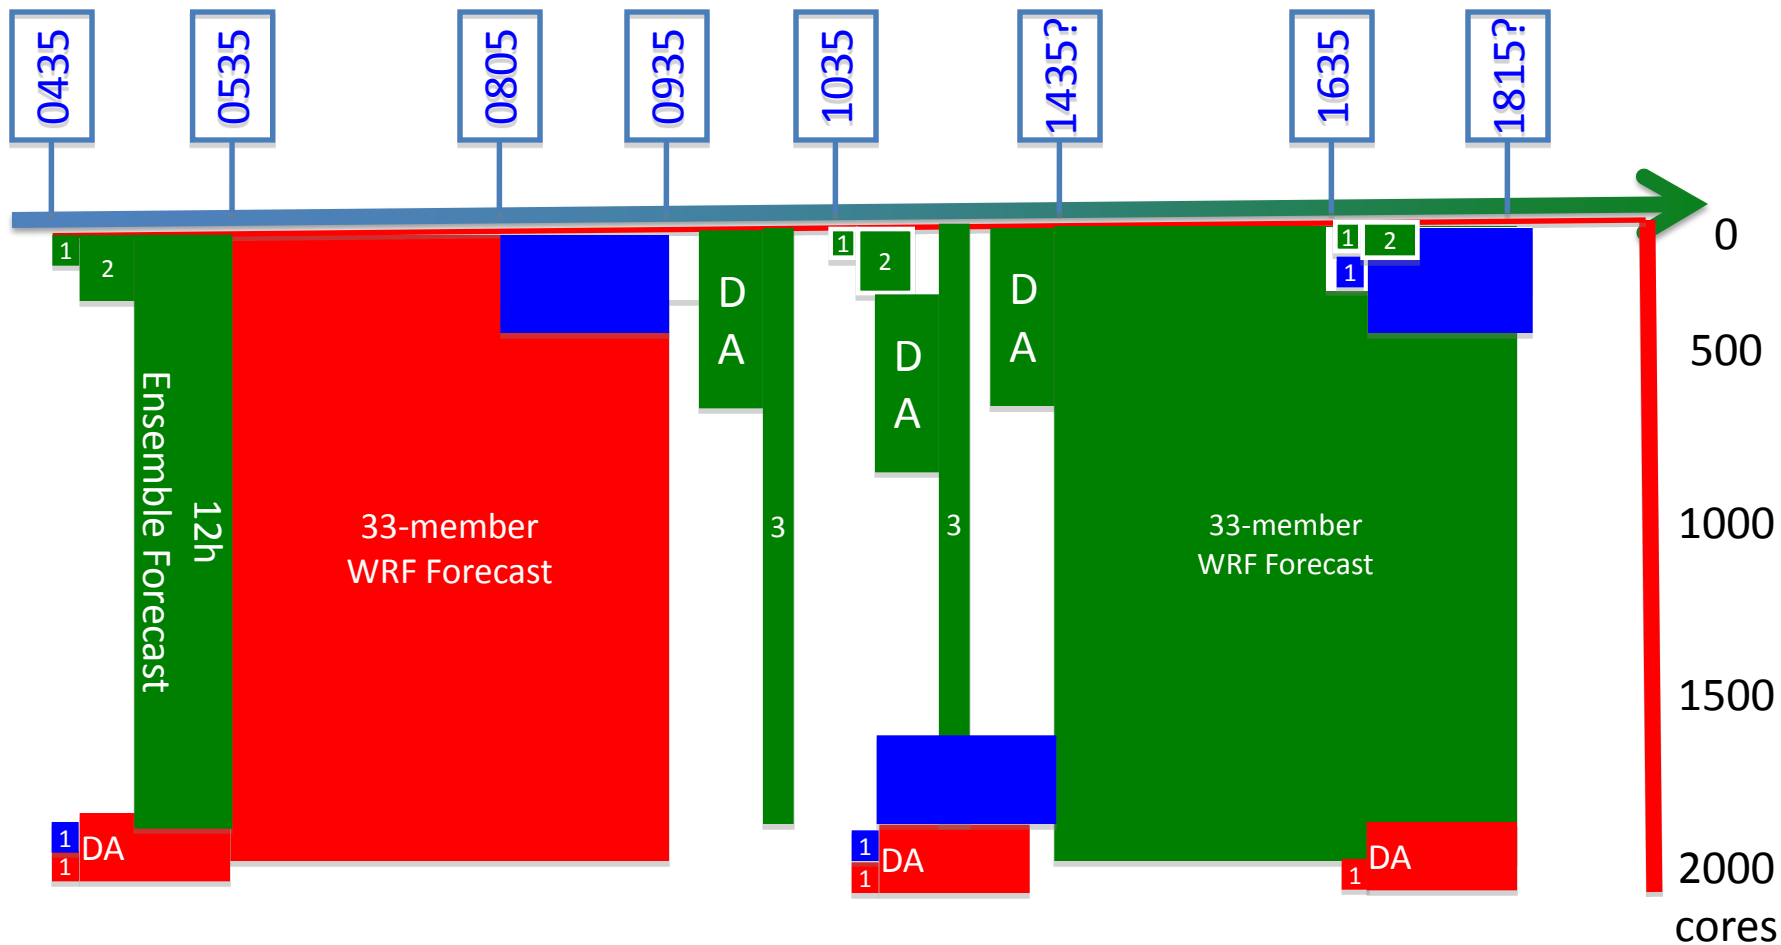 0435
0535
0805
0935
1035
1435?
1635
1815?
0
500
1000
1500
2000
cores
1
2
Ensemble Forecast
12h
1
1
DA
33-member
WRF Forecast
D
A
3
1
2
D
A
3
1
1
DA
D
A
33-member
WRF Forecast
1
2
1
1
DA